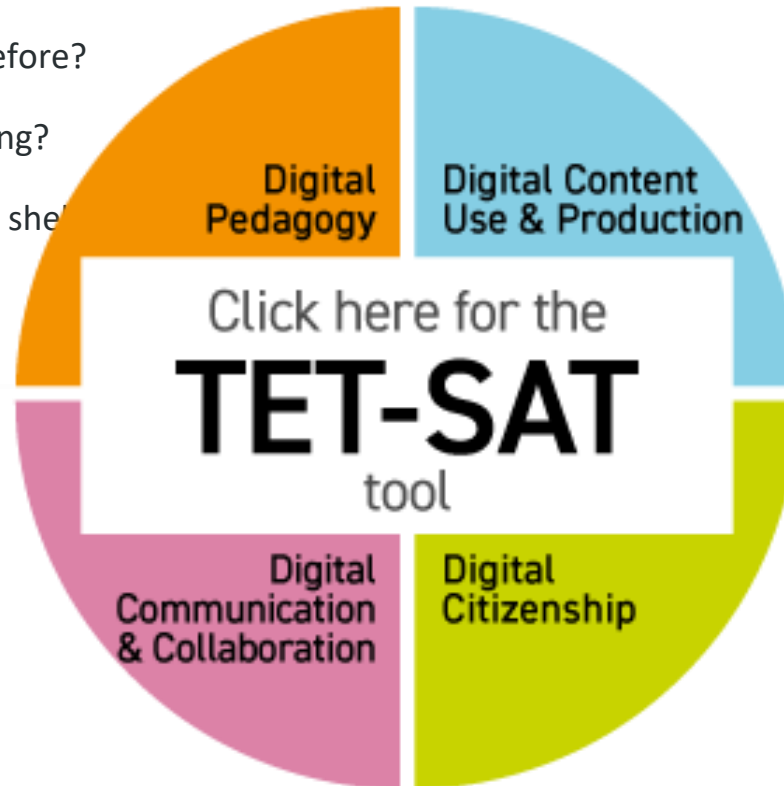 efore?
ng?
Digital
Pedagogy
Digital Content
Use & Production
Click here for the
TET-SAT
tool
Digital
Communication
& Collaboration
Digital
Citizenship